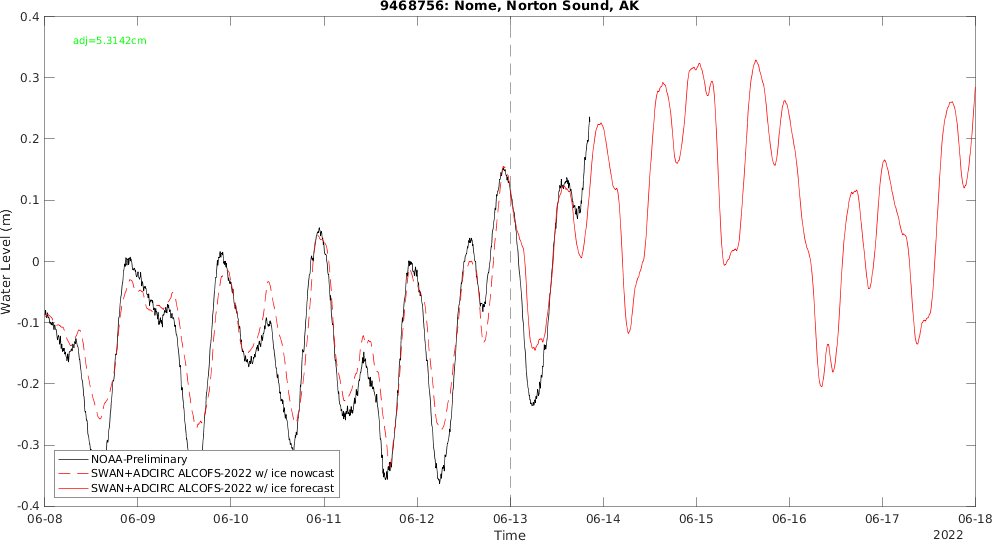 9468756: Nome, Norton Sound, AK
adj=5.3142cm
Water Level (m)
0.4
0.3
0.2
0.1
0
-0.1
-0.2
-0.3
-0.4
NOAA-Preliminary
SWAN+ADCIRC ALCOFS-2022 w/ ice nowcast
SWAN+ADCIRC ALCOFS-2022 w/ ice forecast
06-08 06-09 06-10 06-11 06-12 06-13 06-14 06-15 06-16 06-17 06-18
Time
2022